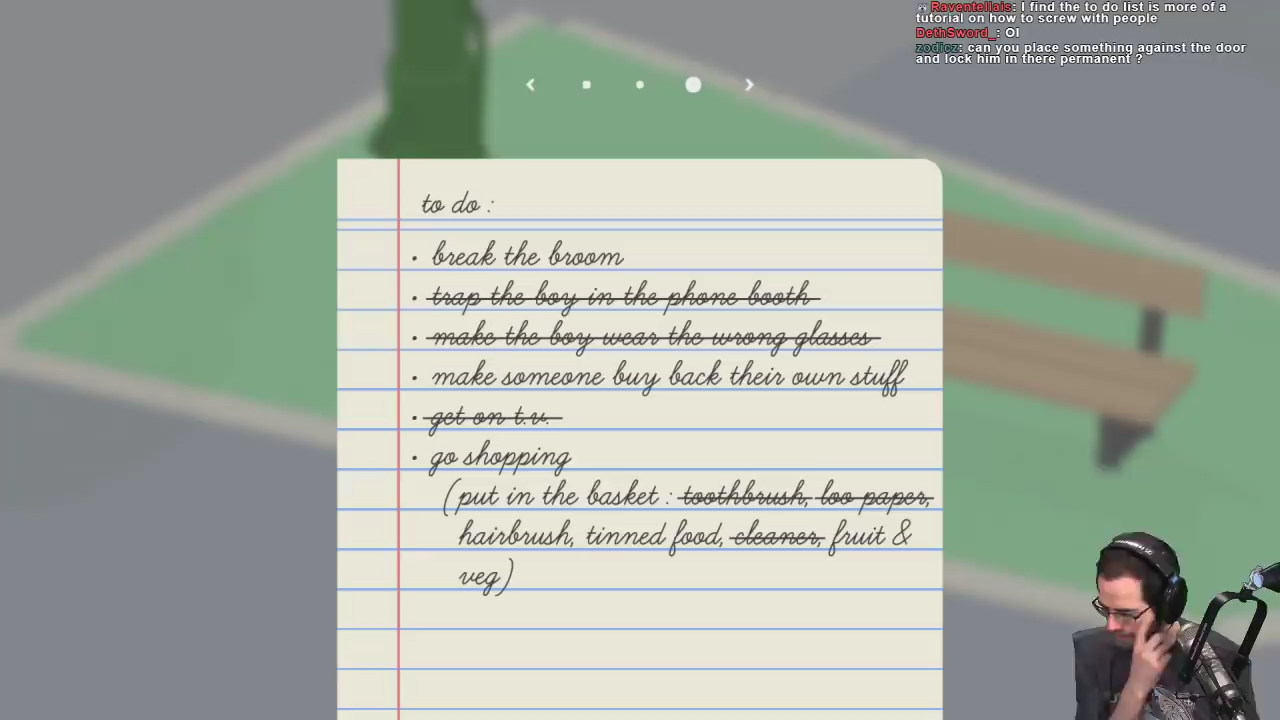 Raventellais: I find the to do list is more of a
tutorial on how to screw with people
DethSword_: OI
zodicz: can you place something against the door
and lock him in there permanent ?
to do :
• break the broom
• trap the boy in the phone booth
• make the boy wear the wrong glasses
• make someone buy back their own stuff
• get on t.v.
• go shopping
(put in the basket : toothbrush, loo paper,
hairbrush, tinned food, cleaner, fruit &
veg)